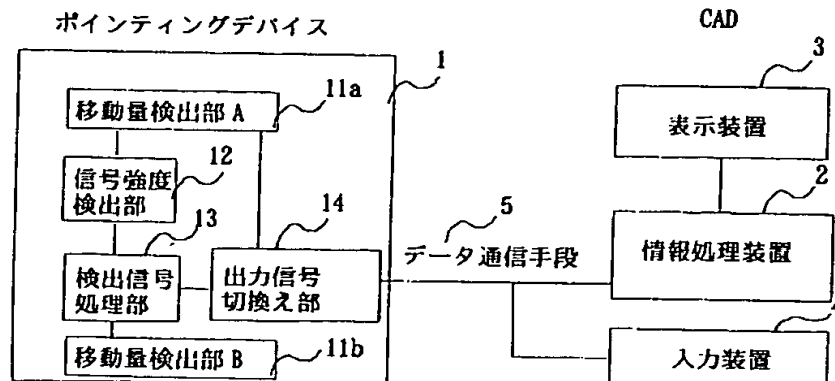 ポインティングデバイス
CAD
1
3
移動量検出部 A
11a
表示装置
信号強度
検出部
12
2
13
14
5
検出信号
処理部
出力信号
切換え部
データ通信手段
情報処理装置
移動量検出部 B
11b
入力装置